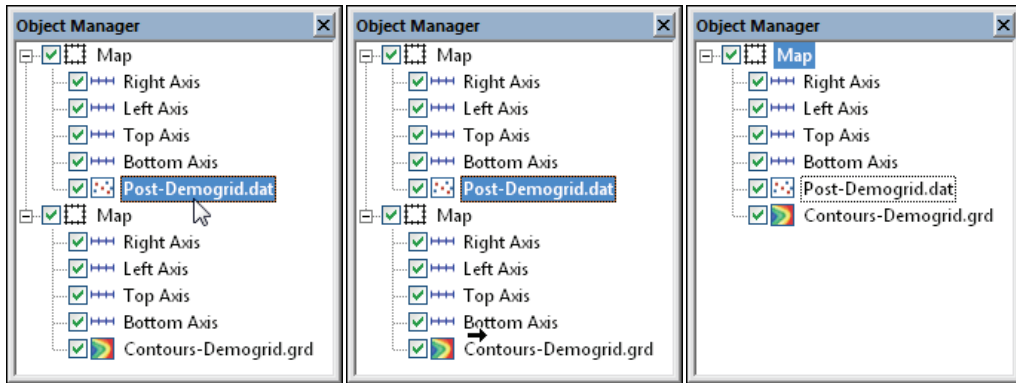 Object Manager
Map
Right Axis
Left Axis
Top Axis
Bottom Axis
Post-Demogrid.dat
Map
Right Axis
Left Axis
Top Axis
Bottom Axis
Contours-Demogrid.grd
Object Manager
Map
Right Axis
Left Axis
Top Axis
Bottom Axis
Post-Demogrid.dat
Map
Right Axis
Left Axis
Top Axis
Bottom Axis
Contours-Demogrid.grd
Object Manager
Map
Right Axis
Left Axis
Top Axis
Bottom Axis
Post-Demogrid.dat
Contours-Demogrid.grd